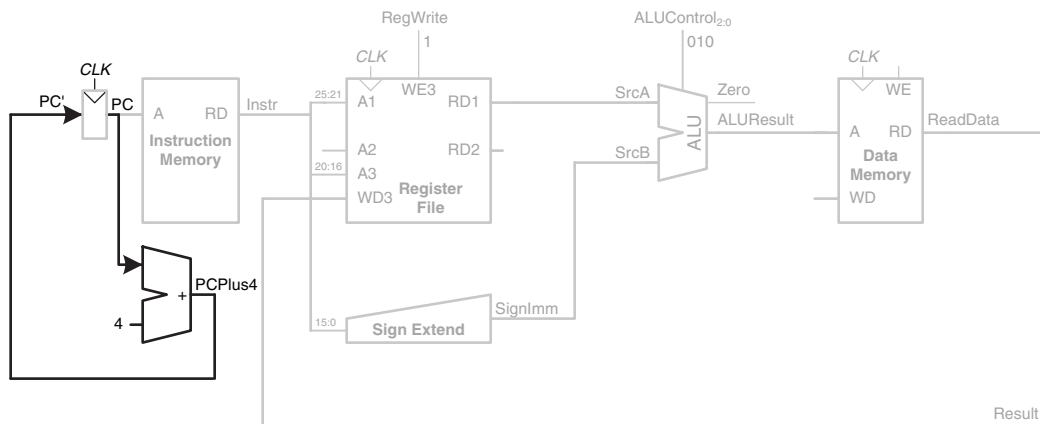 RegWrite
ALUControl2:0
1
010
CLK
CLK
CLK
PC'
PC
A
RD
Instruction
Memory
Instr
25:21
A1
WE3
RD1
A2
RD2
20:16
A3
WD3
Register
File
SrcA
SrcB
ALU
Zero
ALUResult
WE
A
RD
Data
Memory
WD
ReadData
PCPlus4
+
4
15:0
Sign Extend
SignImm
Result